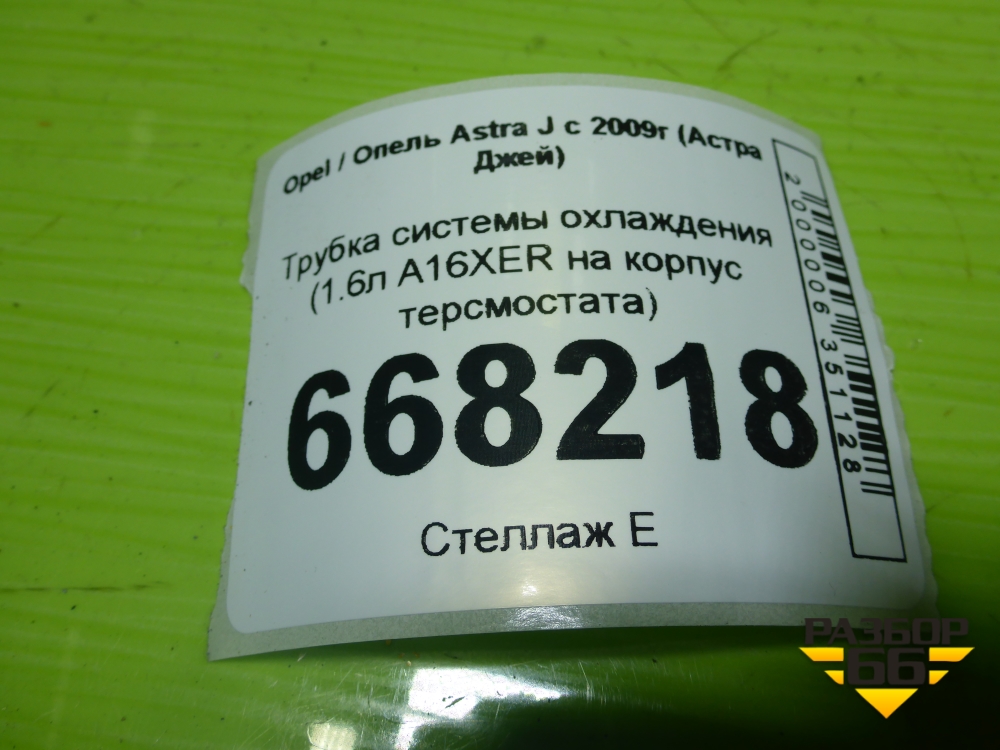 Opel / Опель Astra J с 2009г (Астра
Джей)
Трубка системы охлаждения
(1.6л A16XER на корпус
терсмостата)
668218
Стеллаж Е
2000006351128
РАЗБОР
66